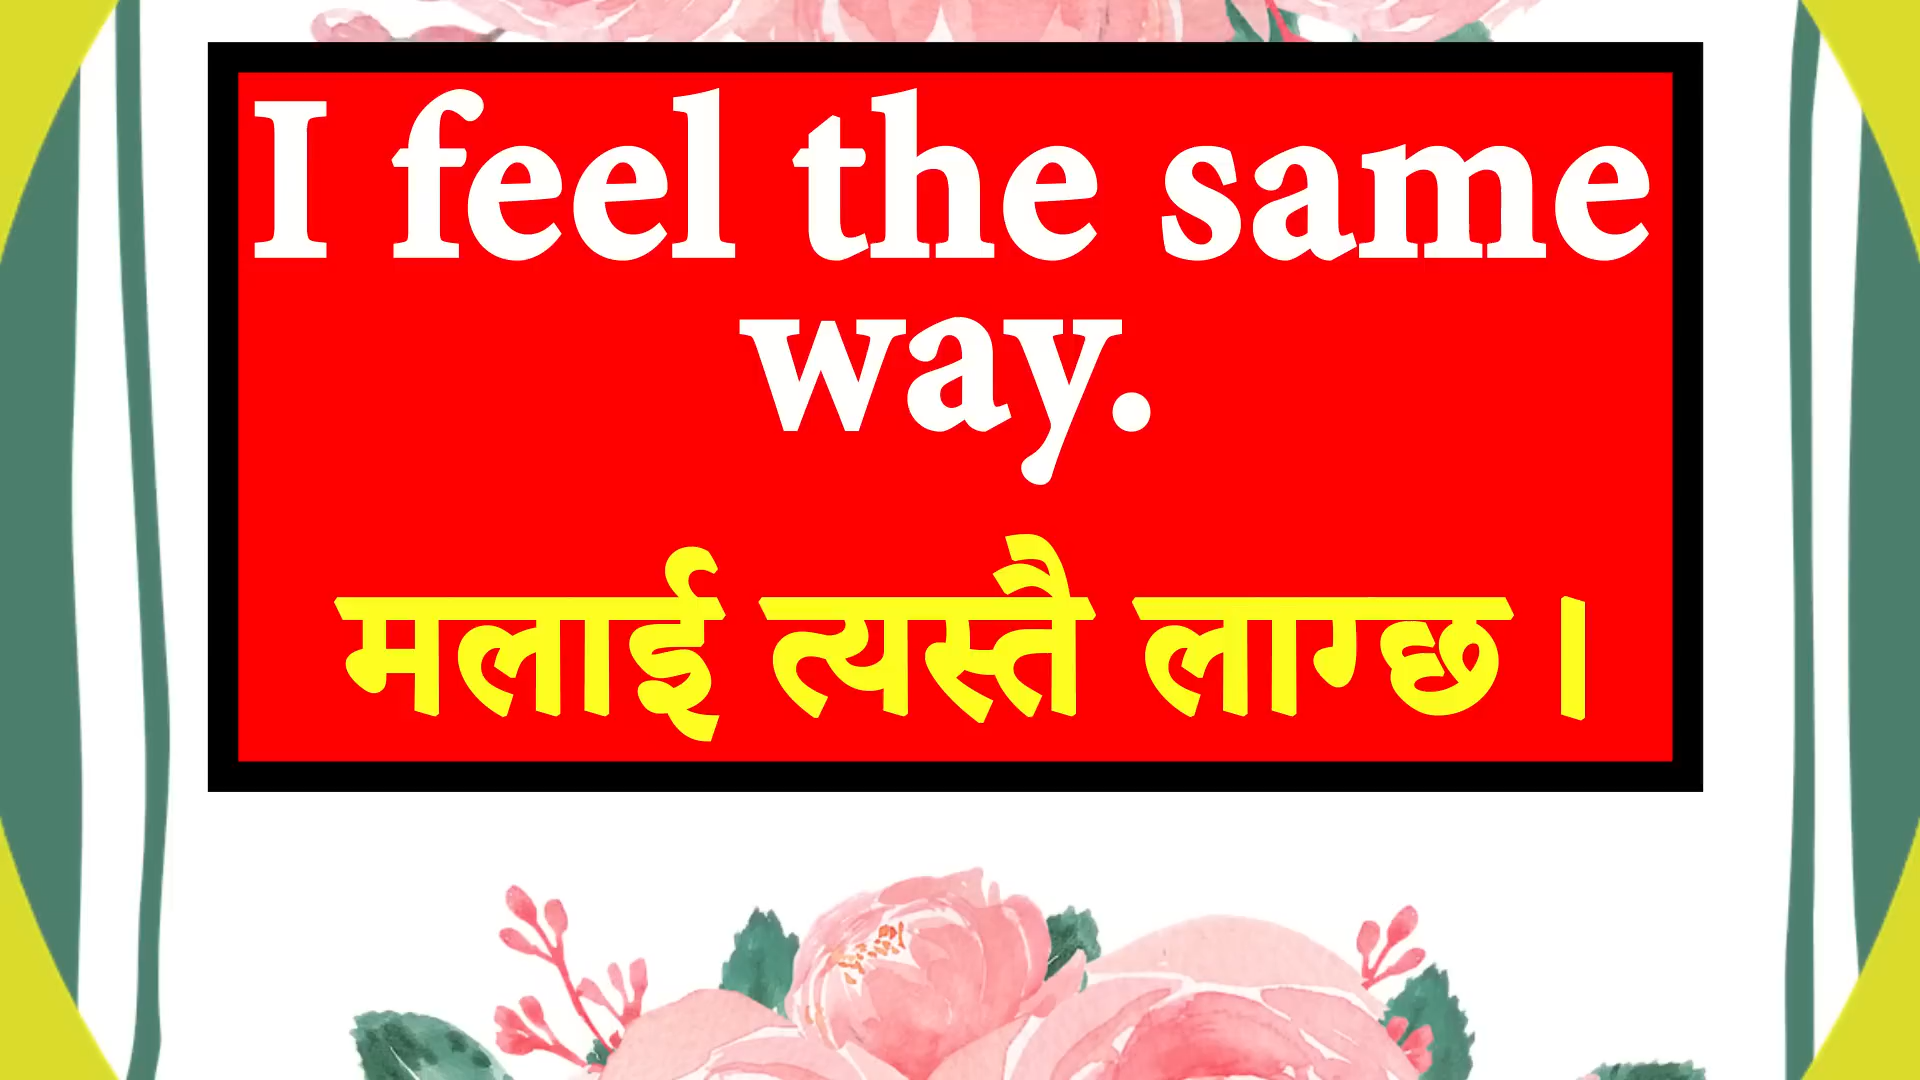 I feel the same
way.
मलाई त्यस्तै लाग्छ ।